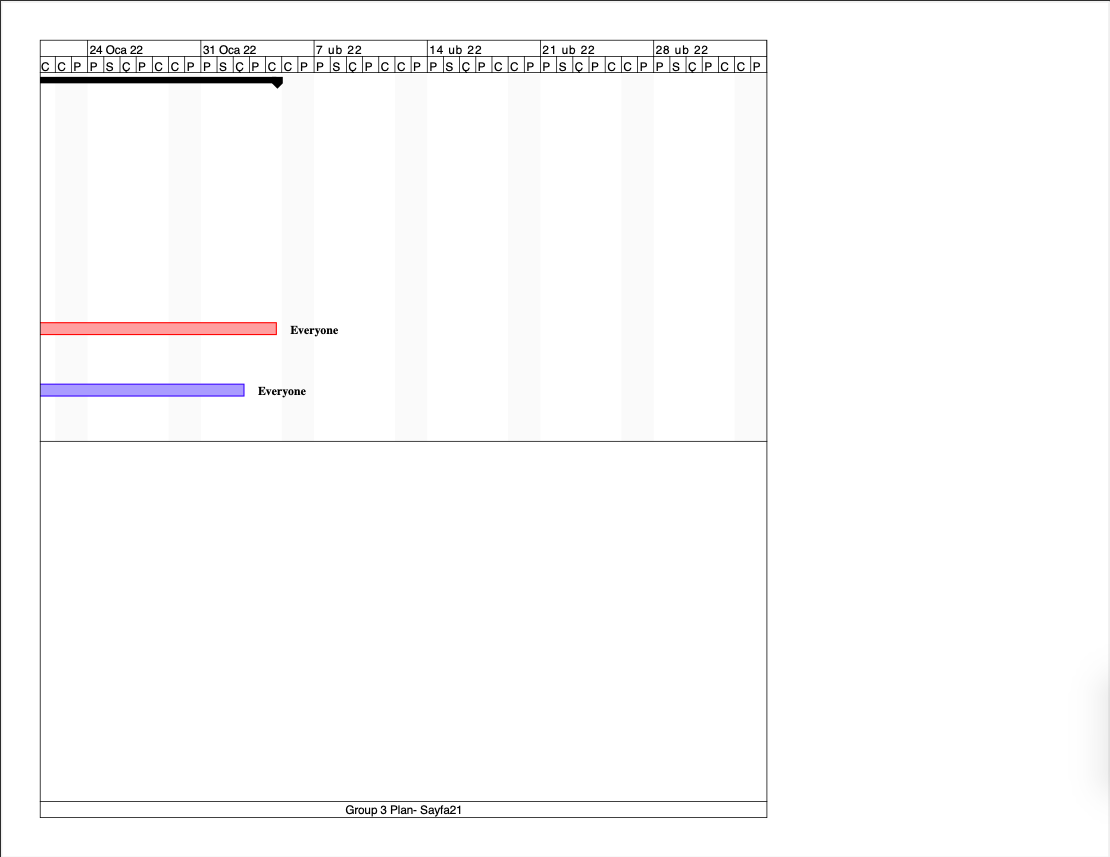 24 Oca 22 31 Oca 22 7 ub 22 14 ub 22 21 ub 22 28 ub 22
C C P P S Ç P C C P P S Ç P C C P P S Ç P C C P P S Ç P C C P P S Ç P C C P P S Ç P C C P
Everyone
Everyone
Group 3 Plan- Sayfa21